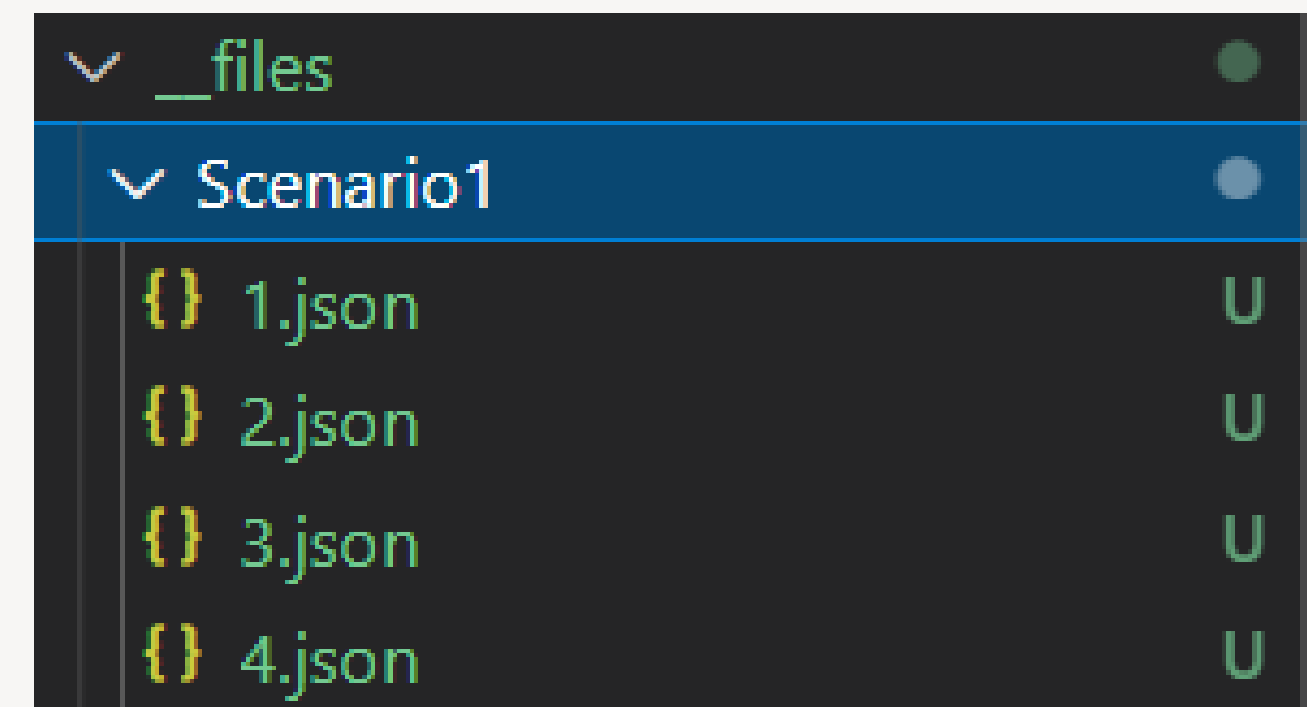 __files
Scenario1
{} 1.json U
{} 2.json U
{} 3.json U
{} 4.json U